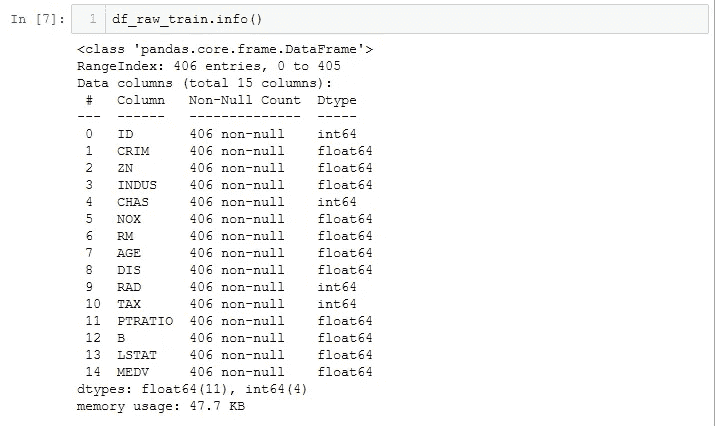 In [7]: 1 df_raw_train.info()
<class 'pandas.core.frame.DataFrame'>
RangeIndex: 406 entries, 0 to 405
Data columns (total 15 columns):
 #   Column   Non-Null Count  Dtype
---  ------   --------------  -----
 0   ID       406 non-null    int64
 1   CRIM     406 non-null    float64
 2   ZN       406 non-null    float64
 3   INDUS    406 non-null    float64
 4   CHAS     406 non-null    int64
 5   NOX      406 non-null    float64
 6   RM       406 non-null    float64
 7   AGE      406 non-null    float64
 8   DIS      406 non-null    float64
 9   RAD      406 non-null    int64
 10  TAX      406 non-null    int64
 11  PTRATIO  406 non-null    float64
 12  B        406 non-null    float64
 13  LSTAT    406 non-null    float64
 14  MEDV     406 non-null    float64
dtypes: float64(11), int64(4)
memory usage: 47.7 KB